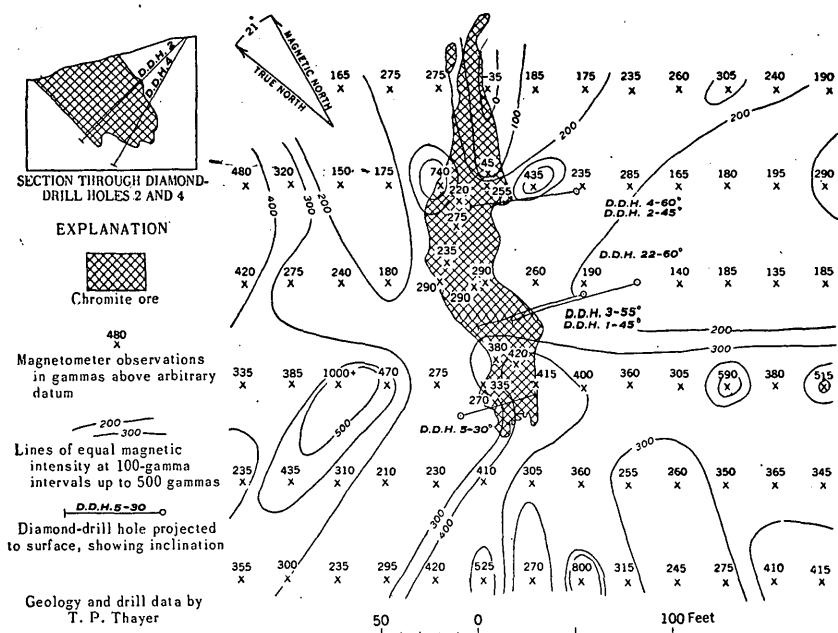 21°
MAGNETIC NORTH
TRUE NORTH
D.D.H. 2
D.D.H. 4
SECTION THROUGH DIAMOND-
DRILL HOLES 2 AND 4
EXPLANATION
Chromite ore
480
x
Magnetometer observations
in gammas above arbitrary
datum
200
300
Lines of equal magnetic
intensity at 100-gamma
intervals up to 500 gammas
D.D.H.5-30
Diamond-drill hole projected
to surface, showing inclination
Geology and drill data by
T. P. Thayer
165 275 275 -35 185 175 235 260 305 240 190
0 100 200 200
480 320 150 175 740 45 435 235 285 165 180 195 290
220 255
275
400 300 200
D.D.H. 4-60°
D.D.H. 2-45°
235
D.D.H. 22-60°
420 275 240 180 290 290 260 190 140 185 135 185
290
D.D.H. 3-55°
D.D.H. 1-45°
200
300
380
420
335 385 1000+ 470 275 335 415 400 360 305 590 380 515
270
500
D.D.H. 5-30°
300
235 435 310 210 230 410 305 360 255 260 350 365 345
300
400
355 300 235 295 420 525 270 800 315 245 275 410 415
50 0 100 Feet